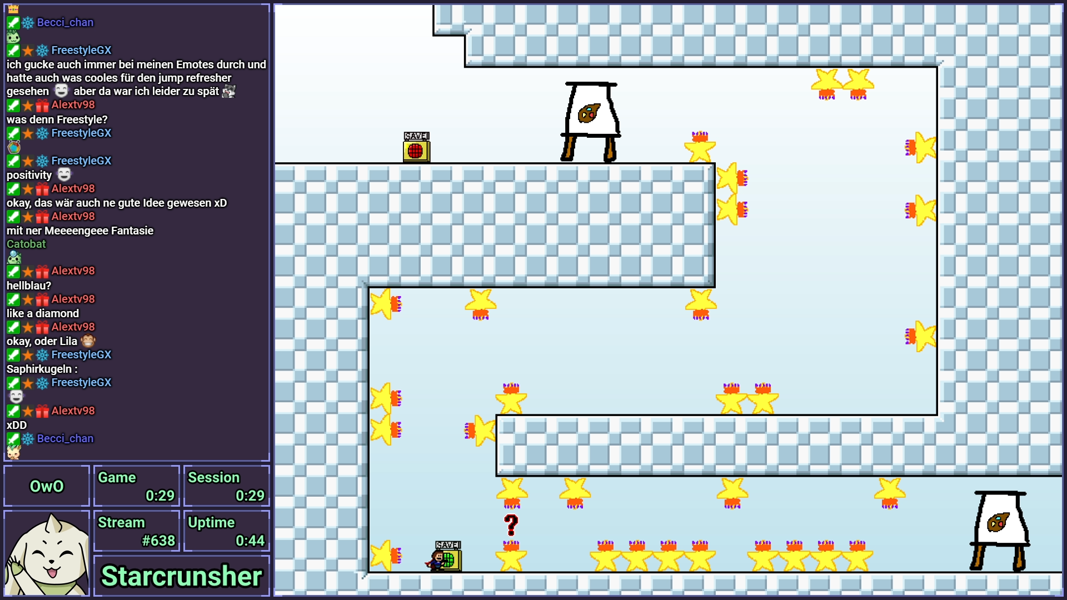 Becci_chan
FreestyleGX
ich gucke auch immer bei meinen Emotes durch und
hatte auch was cooles für den jump refresher
gesehen aber da war ich leider zu spät
Alextv98
was denn Freestyle?
FreestyleGX
FreestyleGX
positivity
Alextv98
okay, das wär auch ne gute Idee gewesen xD
Alextv98
mit ner Meeeengeee Fantasie
Catobat
Alextv98
hellblau?
Alextv98
like a diamond
Alextv98
okay, oder Lila
FreestyleGX
Saphirkugeln :
FreestyleGX
Alextv98
xDD
Becci_chan
OwO
Game
0:29
Session
0:29
Stream
#638
Uptime
0:44
Starcrunsher
SAVE!
SAVE!
?